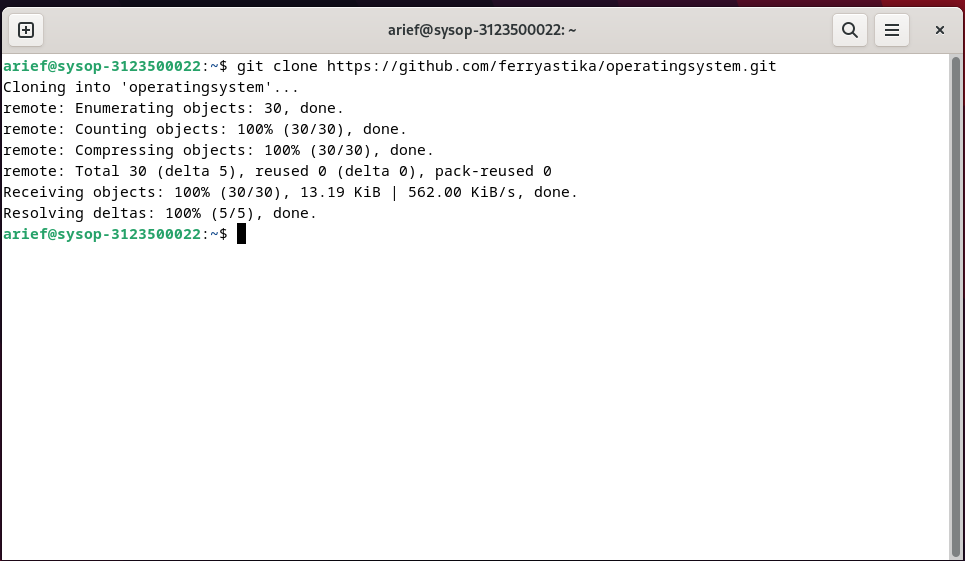 arief@sysop-3123500022: ~
arief@sysop-3123500022:~$ git clone https://github.com/ferryastika/operatingsystem.git
Cloning into 'operatingsystem'...
remote: Enumerating objects: 30, done.
remote: Counting objects: 100% (30/30), done.
remote: Compressing objects: 100% (30/30), done.
remote: Total 30 (delta 5), reused 0 (delta 0), pack-reused 0
Receiving objects: 100% (30/30), 13.19 KiB | 562.00 KiB/s, done.
Resolving deltas: 100% (5/5), done.
arief@sysop-3123500022:~$